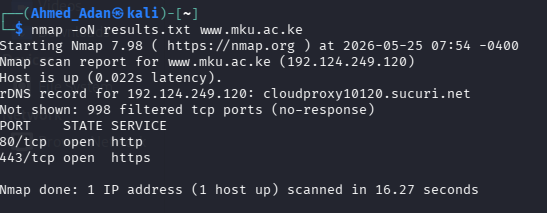 ┌──(Ahmed_Adan㉿kali)-[~]
└─$ nmap -oN results.txt www.mku.ac.ke
Starting Nmap 7.98 ( https://nmap.org ) at 2026-05-25 07:54 -0400
Nmap scan report for www.mku.ac.ke (192.124.249.120)
Host is up (0.022s latency).
rDNS record for 192.124.249.120: cloudproxy10120.sucuri.net
Not shown: 998 filtered tcp ports (no-response)
PORT    STATE SERVICE
80/tcp  open  http
443/tcp open  https
Nmap done: 1 IP address (1 host up) scanned in 16.27 seconds